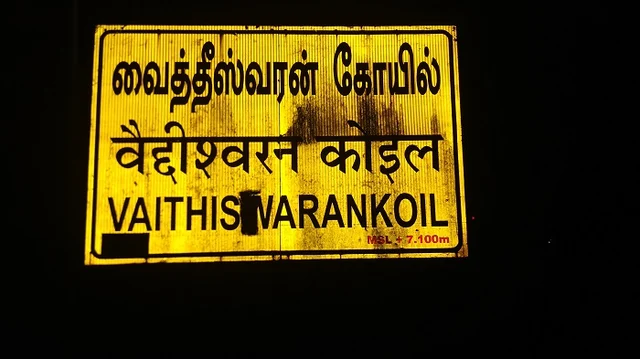 வைத்தீஸ்வரன் கோயில்
वैद्दीश्वरन कोइल
VAITHISWARANKOIL
MSL + 7.100m